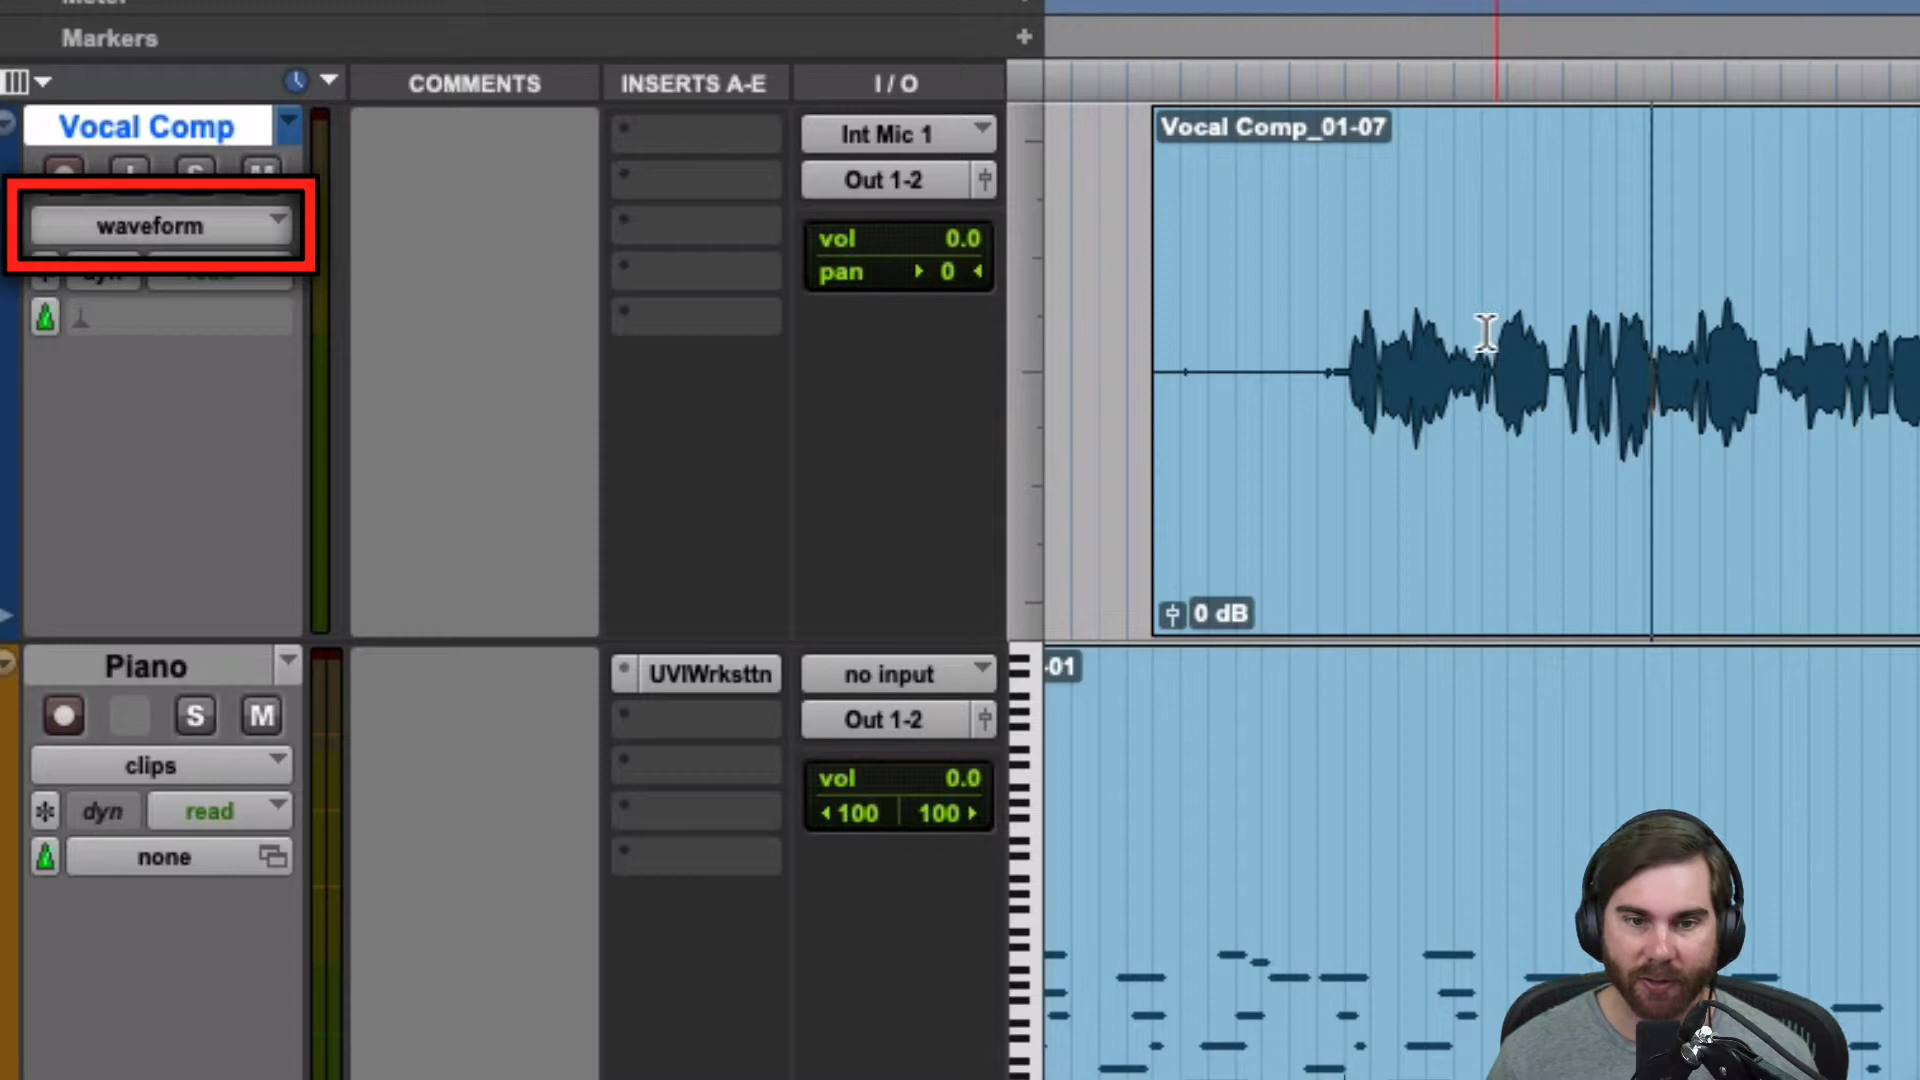 Markers
+
COMMENTS
INSERTS A-E
I / O
Vocal Comp
waveform
Int Mic 1
Out 1-2
vol 0.0
pan 0
Vocal Comp_01-07
0 dB
Piano
S M
clips
dyn read
none
UVIWrksttn
no input
Out 1-2
vol 0.0
100 100
-01